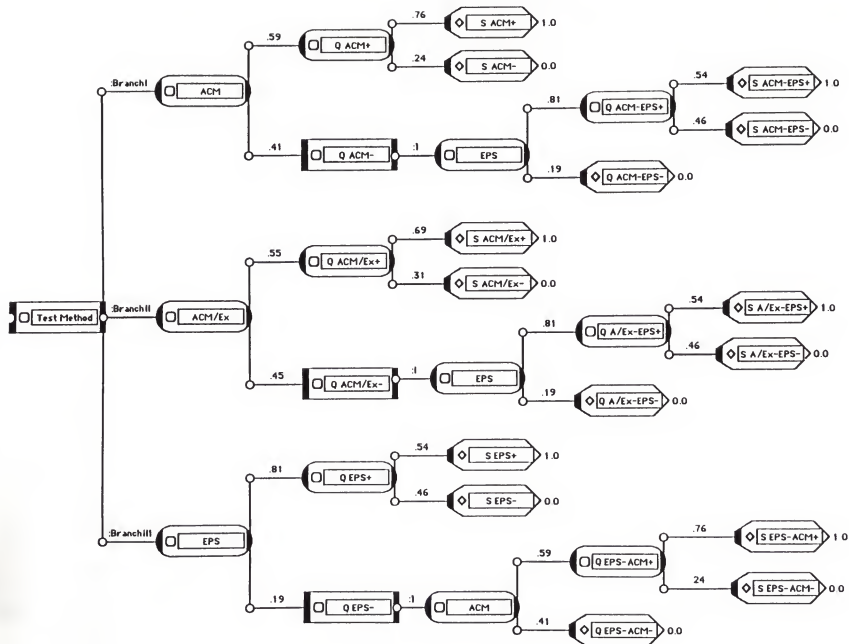 .76 S ACM+ 1.0
.59 Q ACM+
.24 S ACM- 0.0
:BranchI ACM
.54 S ACM-EPS+ 1 0
.81 Q ACM-EPS+
.46 S ACM-EPS- 0.0
.41 Q ACM- :1 EPS
.19 Q ACM-EPS- 0.0
.69 S ACM/Ex+ 1.0
.55 Q ACM/Ex+
.31 S ACM/Ex- 0.0
Test Method :BranchII ACM/Ex
.54 S A/Ex-EPS+ 1.0
.81 Q A/Ex-EPS+
.46 S A/Ex-EPS- 0.0
.45 Q ACM/Ex- :1 EPS
.19 Q A/Ex-EPS- 0.0
.54 S EPS+ 1.0
.81 Q EPS+
.46 S EPS- 0.0
:BranchIII EPS
.76 S EPS-ACM+ 1 0
.59 Q EPS-ACM+
24 S EPS-ACM- 0.0
.19 Q EPS- :1 ACM
.41 Q EPS-ACM- 0.0